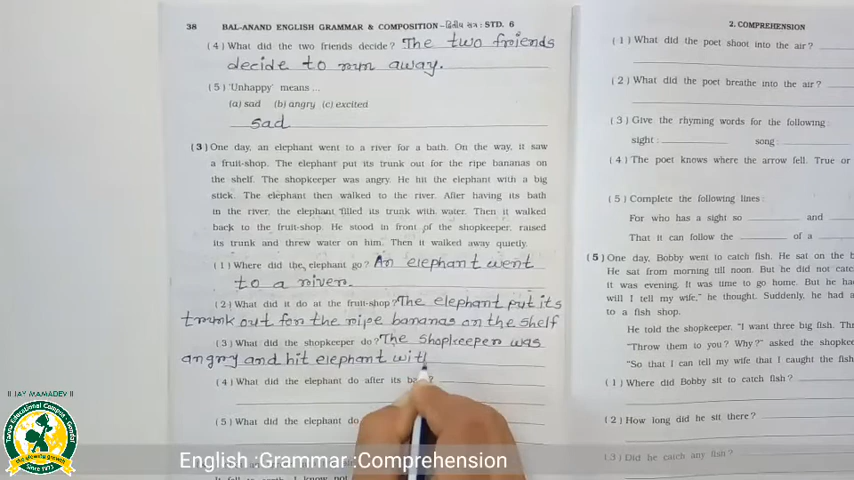 38 BAL-ANAND ENGLISH GRAMMAR & COMPOSITION – દ્વિતીય સત્ર : STD. 6
(4) What did the two friends decide? The two friends
decide to run away.
(5) 'Unhappy' means ...
(a) sad (b) angry (c) excited
sad
(3) One day, an elephant went to a river for a bath. On the way, it saw
a fruit-shop. The elephant put its trunk out for the ripe bananas on
the shelf. The shopkeeper was angry. He hit the elephant with a big
stick. The elephant then walked to the river. After having its bath
in the river, the elephant filled its trunk with water. Then it walked
back to the fruit-shop. He stood in front of the shopkeeper, raised
its trunk and threw water on him. Then it walked away quietly.
(1) Where did the elephant go? An elephant went
to a river.
(2) What did it do at the fruit-shop? The elephant put its
trunk out for the ripe bananas on the shelf
(3) What did the shopkeeper do? The shopkeeper was
angry and hit elephant with
(4) What did the elephant do after its
(5) What did the elephant do
2. COMPREHENSION
(1) What did the poet shoot into the air?
(2) What did the poet breathe into the air?
(3) Give the rhyming words for the following :
sight : song :
(4) The poet knows where the arrow fell. True or
(5) Complete the following lines :
For who has a sight so and
That it can follow the of a
(5) One day, Bobby went to catch fish. He sat on the b
He sat from morning till noon. But he did not catc
it was evening. It was time to go home. But he ha
will I tell my wife," he thought. Suddenly, he had a
to a fish shop.
He told the shopkeeper. "I want three big fish. Th
"Throw them to you? Why?" asked the shopke
"So that I can tell my wife that I caught the fish
(1) Where did Bobby sit to catch fish?
(2) How long did he sit there?
(3) Did he catch any fish?
|| JAY MAMADEV ||
the glowing growth
Since 1973
English :Grammar :Comprehension